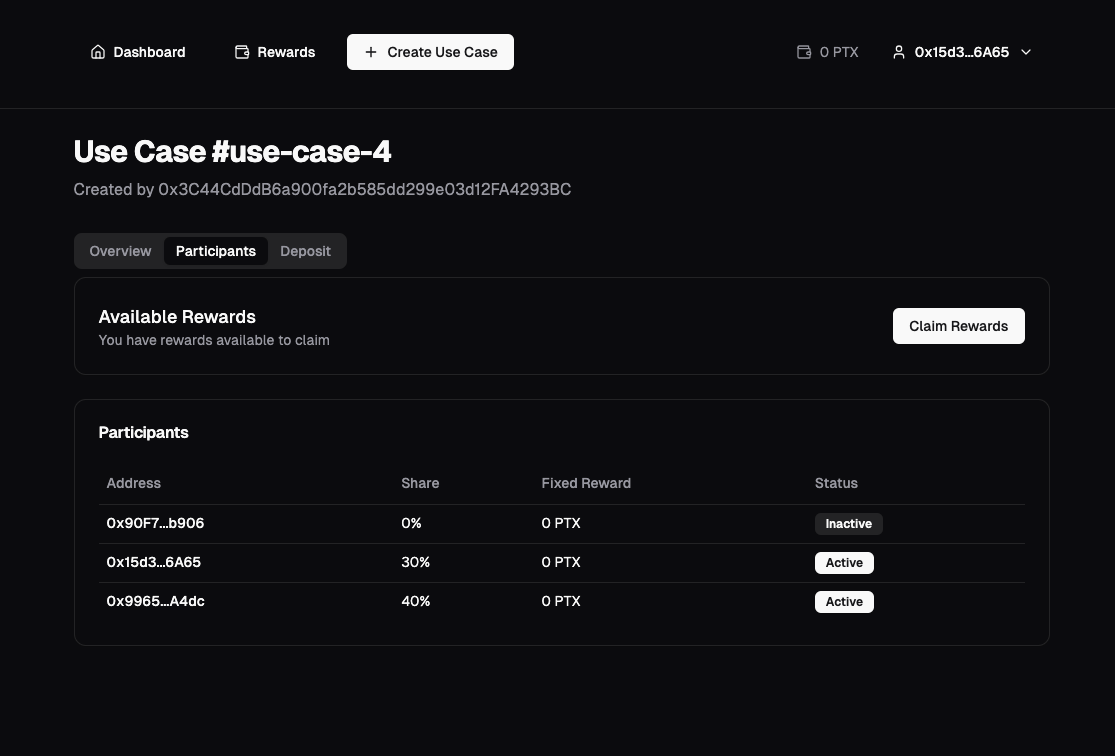 Dashboard Rewards + Create Use Case 0 PTX 0x15d3...6A65
Use Case #use-case-4
Created by 0x3C44CdDdB6a900fa2b585dd299e03d12FA4293BC
Overview Participants Deposit
Available Rewards
You have rewards available to claim
Claim Rewards
Participants
Address Share Fixed Reward Status
0x90F7...b906 0% 0 PTX Inactive
0x15d3...6A65 30% 0 PTX Active
0x9965...A4dc 40% 0 PTX Active